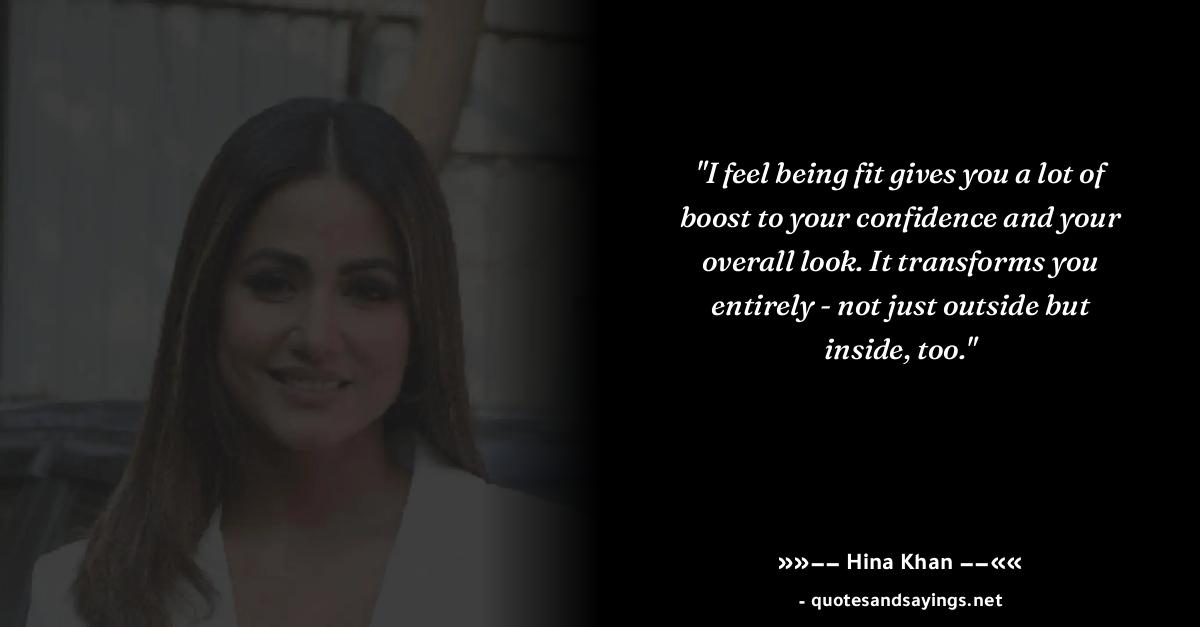 "I feel being fit gives you a lot of
boost to your confidence and your
overall look. It transforms you
entirely - not just outside but
inside, too."
»»–– Hina Khan ––««
- quotesandsayings.net